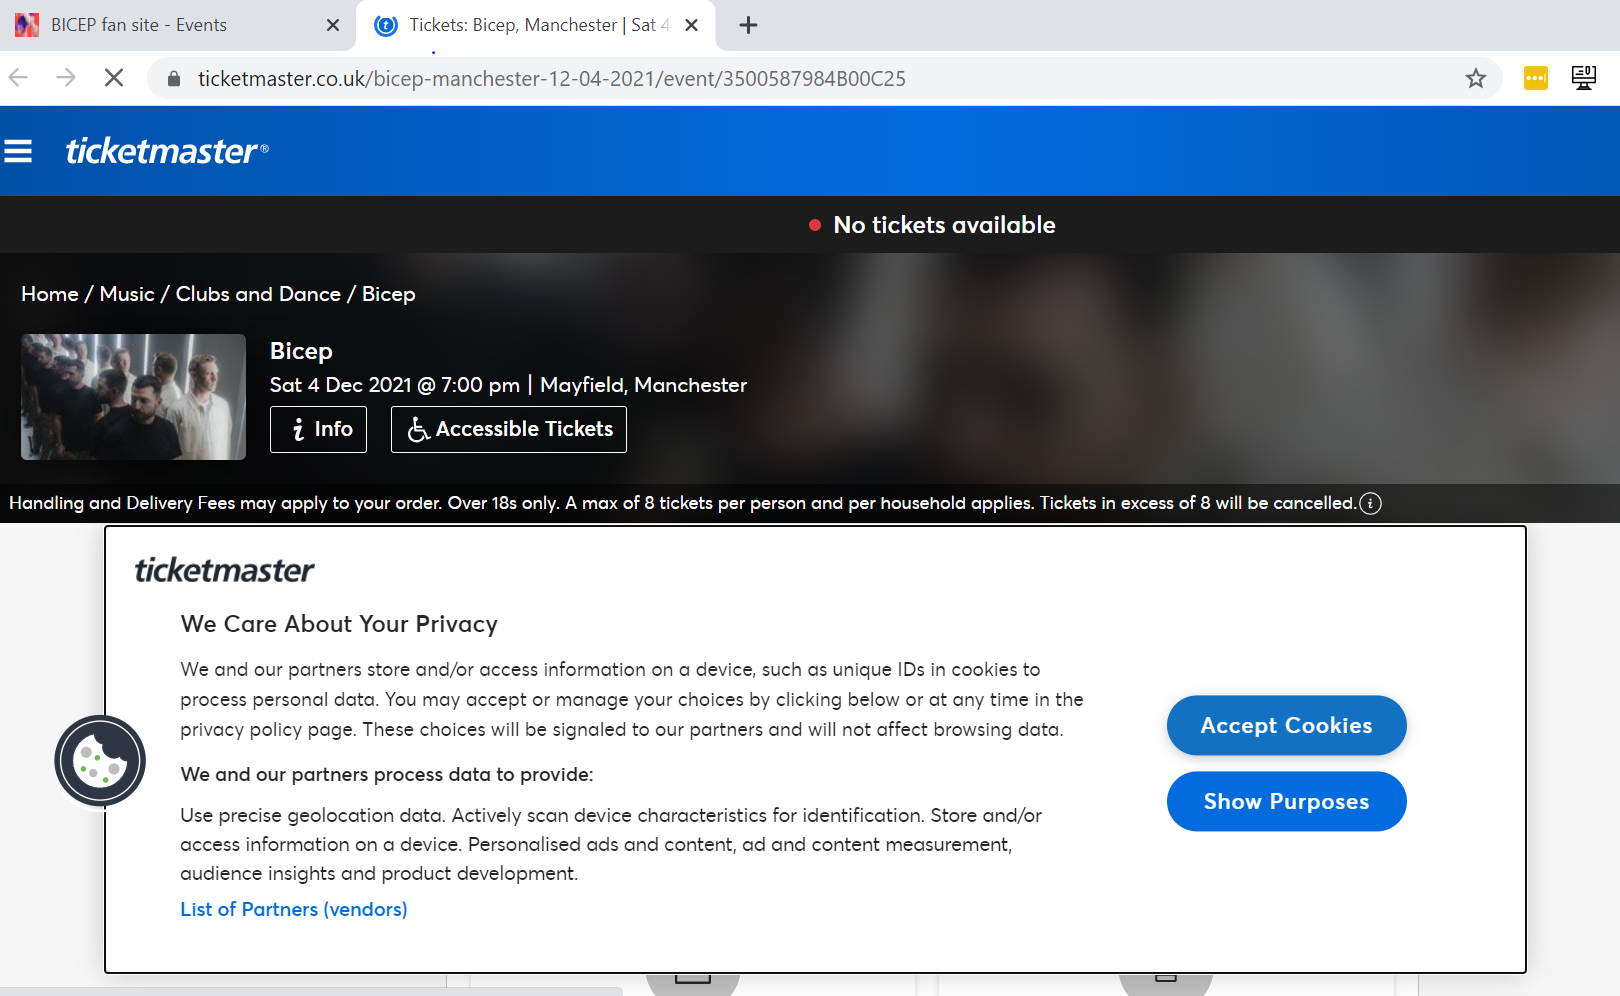 BICEP fan site - Events
Tickets: Bicep, Manchester | Sat 4
ticketmaster.co.uk/bicep-manchester-12-04-2021/event/3500587984B00C25
ticketmaster®
No tickets available
Home / Music / Clubs and Dance / Bicep
Bicep
Sat 4 Dec 2021 @ 7:00 pm | Mayfield, Manchester
i Info
Accessible Tickets
Handling and Delivery Fees may apply to your order. Over 18s only. A max of 8 tickets per person and per household applies. Tickets in excess of 8 will be cancelled. i
ticketmaster
We Care About Your Privacy
We and our partners store and/or access information on a device, such as unique IDs in cookies to
process personal data. You may accept or manage your choices by clicking below or at any time in the
privacy policy page. These choices will be signaled to our partners and will not affect browsing data.
We and our partners process data to provide:
Use precise geolocation data. Actively scan device characteristics for identification. Store and/or
access information on a device. Personalised ads and content, ad and content measurement,
audience insights and product development.
List of Partners (vendors)
Accept Cookies
Show Purposes